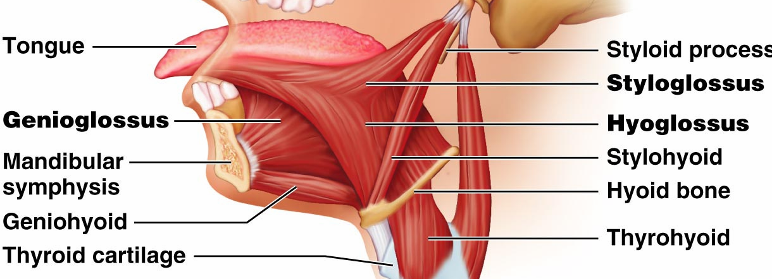 Tongue
Genioglossus
Mandibular
symphysis
Geniohyoid
Thyroid cartilage
Styloid process
Styloglossus
Hyoglossus
Stylohyoid
Hyoid bone
Thyrohyoid